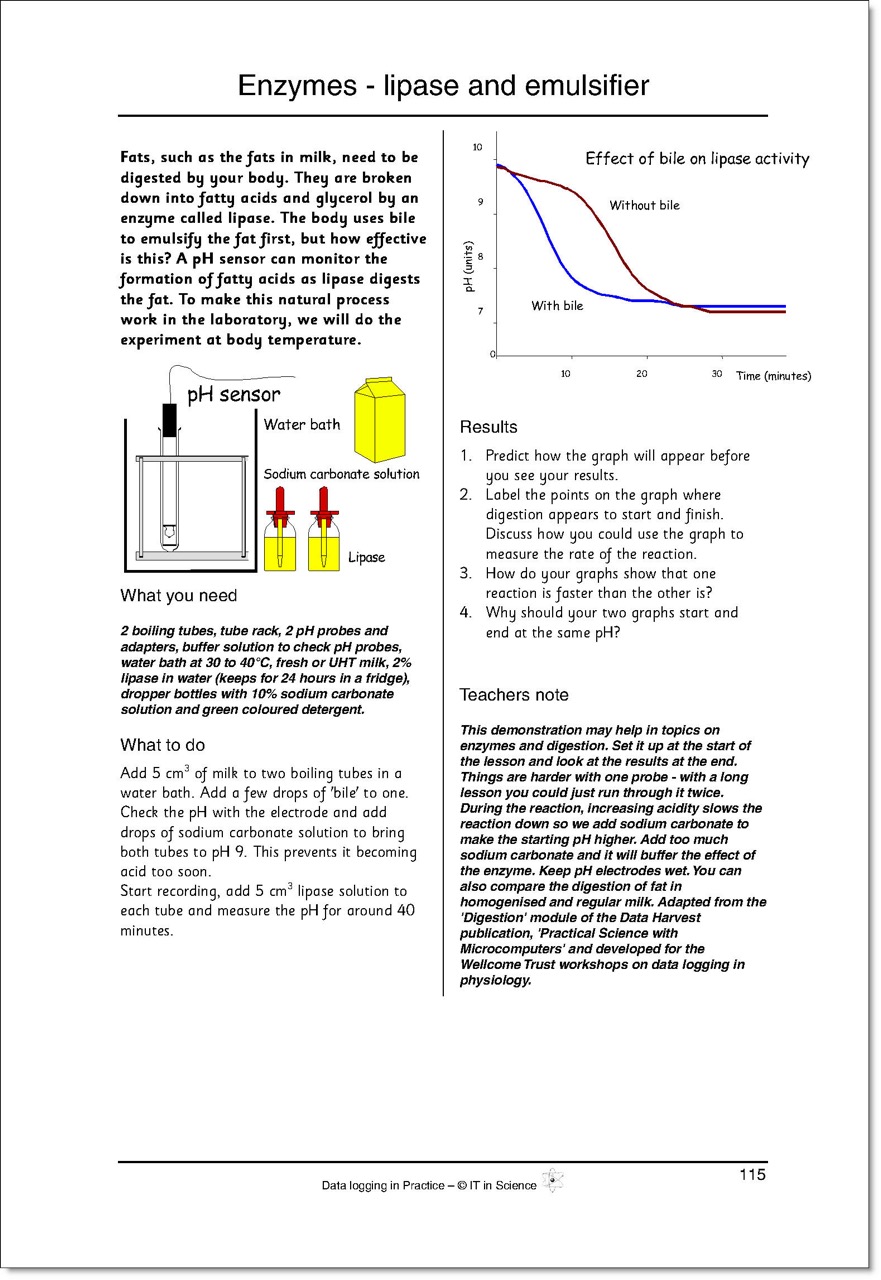 Enzymes - lipase and emulsifier
Fats, such as the fats in milk, need to be
digested by your body. They are broken
down into fatty acids and glycerol by an
enzyme called lipase. The body uses bile
to emulsify the fat first, but how effective
is this? A pH sensor can monitor the
formation of fatty acids as lipase digests
the fat. To make this natural process
work in the laboratory, we will do the
experiment at body temperature.
pH sensor
Water bath
Sodium carbonate solution
Lipase
What you need
2 boiling tubes, tube rack, 2 pH probes and
adapters, buffer solution to check pH probes,
water bath at 30 to 40°C, fresh or UHT milk, 2%
lipase in water (keeps for 24 hours in a fridge),
dropper bottles with 10% sodium carbonate
solution and green coloured detergent.
What to do
Add 5 cm³ of milk to two boiling tubes in a
water bath. Add a few drops of 'bile' to one.
Check the pH with the electrode and add
drops of sodium carbonate solution to bring
both tubes to pH 9. This prevents it becoming
acid too soon.
Start recording, add 5 cm³ lipase solution to
each tube and measure the pH for around 40
minutes.
Effect of bile on lipase activity
10
9
8
7
0
pH (units)
Without bile
With bile
10 20 30 Time (minutes)
Results
1. Predict how the graph will appear before
you see your results.
2. Label the points on the graph where
digestion appears to start and finish.
Discuss how you could use the graph to
measure the rate of the reaction.
3. How do your graphs show that one
reaction is faster than the other is?
4. Why should your two graphs start and
end at the same pH?
Teachers note
This demonstration may help in topics on
enzymes and digestion. Set it up at the start of
the lesson and look at the results at the end.
Things are harder with one probe - with a long
lesson you could just run through it twice.
During the reaction, increasing acidity slows the
reaction down so we add sodium carbonate to
make the starting pH higher. Add too much
sodium carbonate and it will buffer the effect of
the enzyme. Keep pH electrodes wet. You can
also compare the digestion of fat in
homogenised and regular milk. Adapted from the
'Digestion' module of the Data Harvest
publication, 'Practical Science with
Microcomputers' and developed for the
Wellcome Trust workshops on data logging in
physiology.
Data logging in Practice – © IT in Science
115